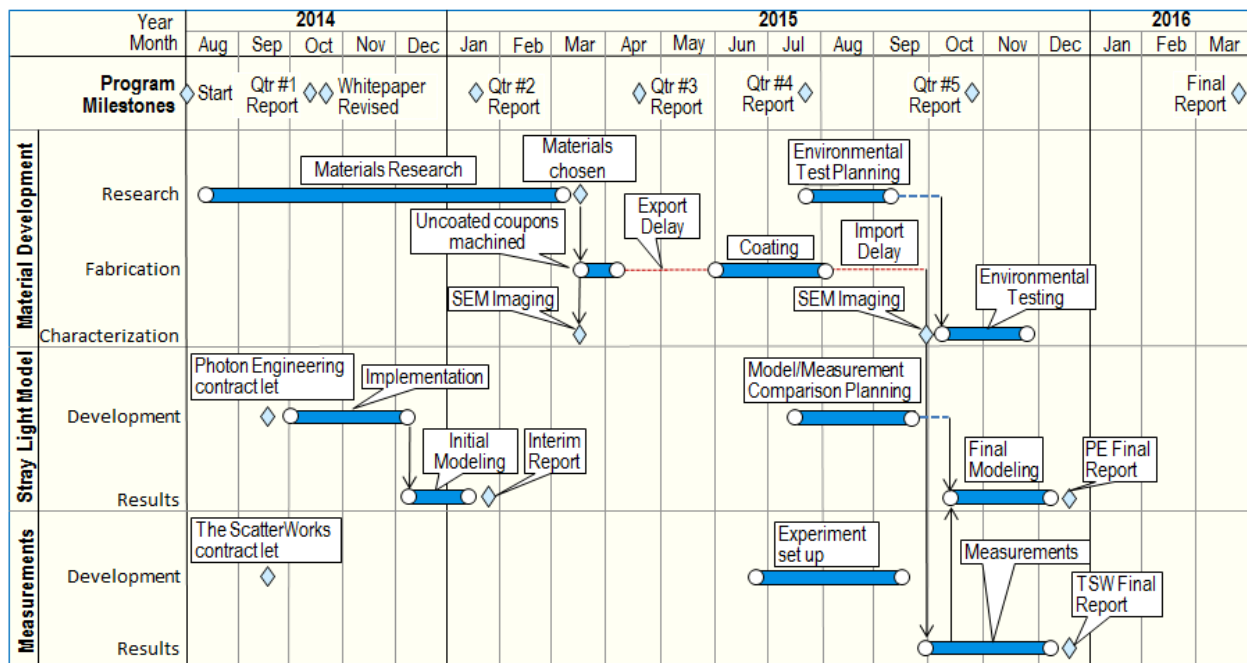 Year 2014 2015 2016
Month Aug Sep Oct Nov Dec Jan Feb Mar Apr May Jun Jul Aug Sep Oct Nov Dec Jan Feb Mar
Program
Milestones
Start
Qtr #1
Report
Whitepaper
Revised
Qtr #2
Report
Qtr #3
Report
Qtr #4
Report
Qtr #5
Report
Final
Report
Material Development
Research
Materials Research
Materials
chosen
Environmental
Test Planning
Fabrication
Uncoated coupons
machined
Export
Delay
Coating
Import
Delay
Characterization
SEM Imaging
SEM Imaging
Environmental
Testing
Stray Light Model
Development
Photon Engineering
contract let
Implementation
Model/Measurement
Comparison Planning
Results
Initial
Modeling
Interim
Report
Final
Modeling
PE Final
Report
Measurements
Development
The ScatterWorks
contract let
Experiment
set up
Results
Measurements
TSW Final
Report